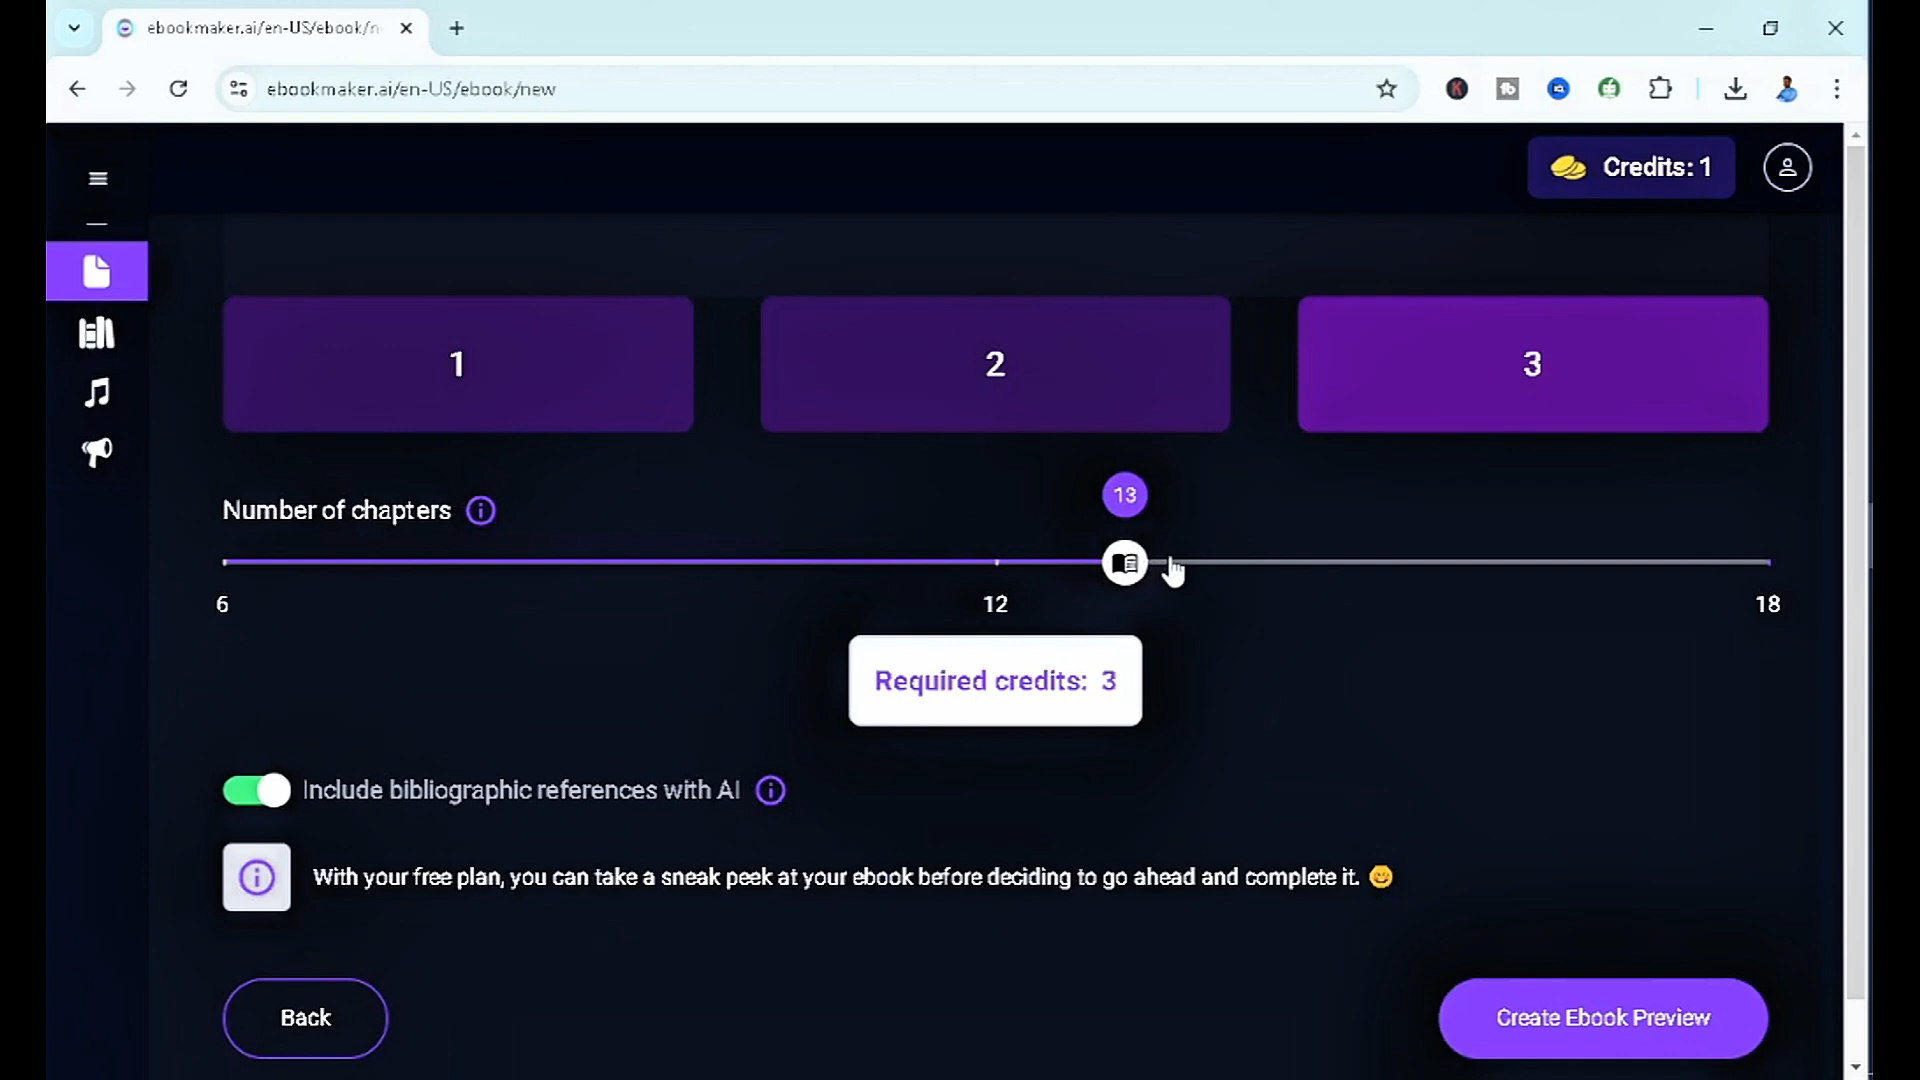 ebookmaker.ai/en-US/ebook/n
ebookmaker.ai/en-US/ebook/new
Credits: 1
1
2
3
13
Number of chapters
6
12
18
Required credits: 3
Include bibliographic references with AI
With your free plan, you can take a sneak peek at your ebook before deciding to go ahead and complete it.
Back
Create Ebook Preview